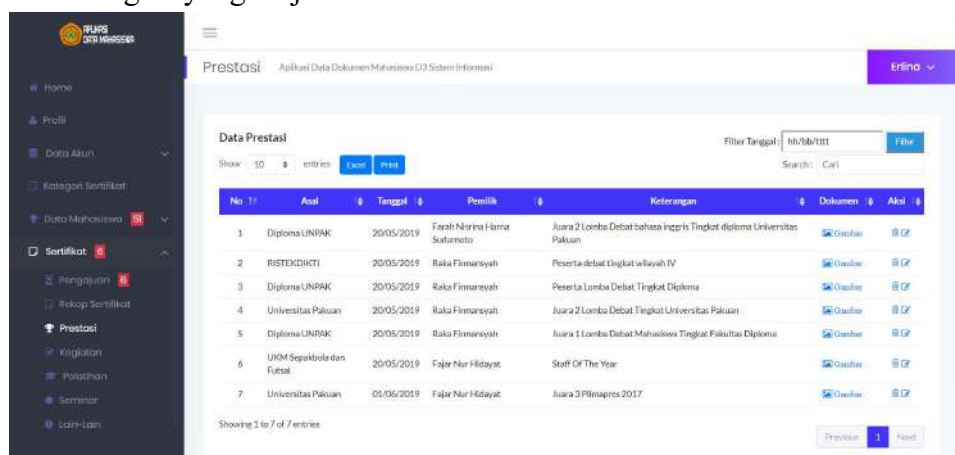 APLIKASI
DATA MAHASISWA
Prestasi Aplikasi Data Dokumen Mahasiswa D3 Sistem Informasi
Erlina
Home
Profil
Data Akun
Kategori Sertifikat
Data Mahasiswa 51
Sertifikat 6
Pengajuan 6
Rekap Sertifikat
Prestasi
Kegiatan
Pelatihan
Seminar
Lain-Lain
Data Prestasi
Filter Tanggal : hh/bb/tttt Filter
Show 10 entries Excel Print
Search: Cari
No Asal Tanggal Pemilik Keterangan Dokumen Aksi
1 Diploma UNPAK 20/05/2019 Farah Nisrina Hama Sudarnoto Juara 2 Lomba Debat bahasa inggris Tingkat diploma Universitas Pakuan Gambar
2 RISTEKDIKTI 20/05/2019 Raka Firmansyah Peserta debat tingkat wilayah IV Gambar
3 Diploma UNPAK 20/05/2019 Raka Firmansyah Peserta Lomba Debat Tingkat Diploma Gambar
4 Universitas Pakuan 20/05/2019 Raka Firmansyah Juara 2 Lomba Debat Tingkat Universitas Pakuan Gambar
5 Diploma UNPAK 20/05/2019 Raka Firmansyah Juara 1 Lomba Debat Mahasiswa Tingkat Fakultas Diploma Gambar
6 UKM Sepakbola dan Futsal 20/05/2019 Fajar Nur Hidayat Staff Of The Year Gambar
7 Universitas Pakuan 01/06/2019 Fajar Nur Hidayat Juara 3 Pilmapres 2017 Gambar
Showing 1 to 7 of 7 entries
Previous 1 Next